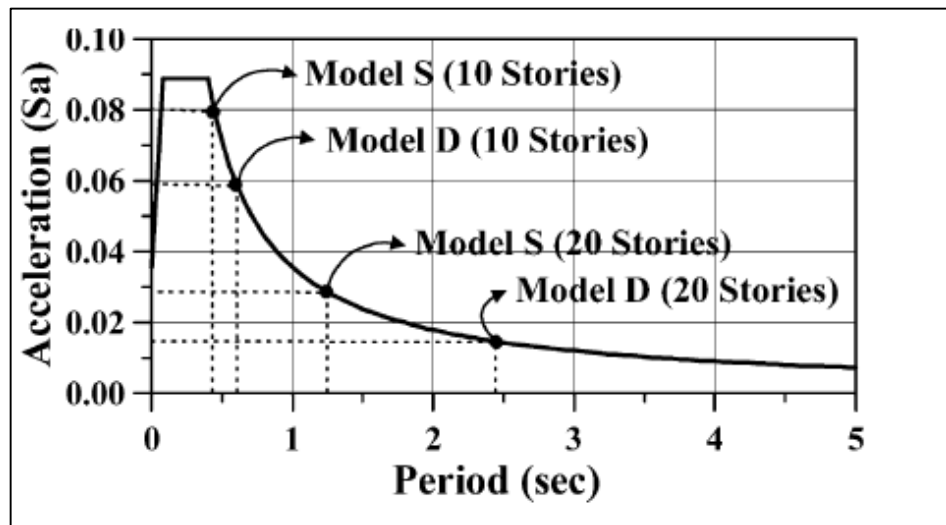 0.10
0.08
0.06
0.04
0.02
0.00
Acceleration (Sa)
Model S (10 Stories)
Model D (10 Stories)
Model S (20 Stories)
Model D (20 Stories)
0 1 2 3 4 5
Period (sec)